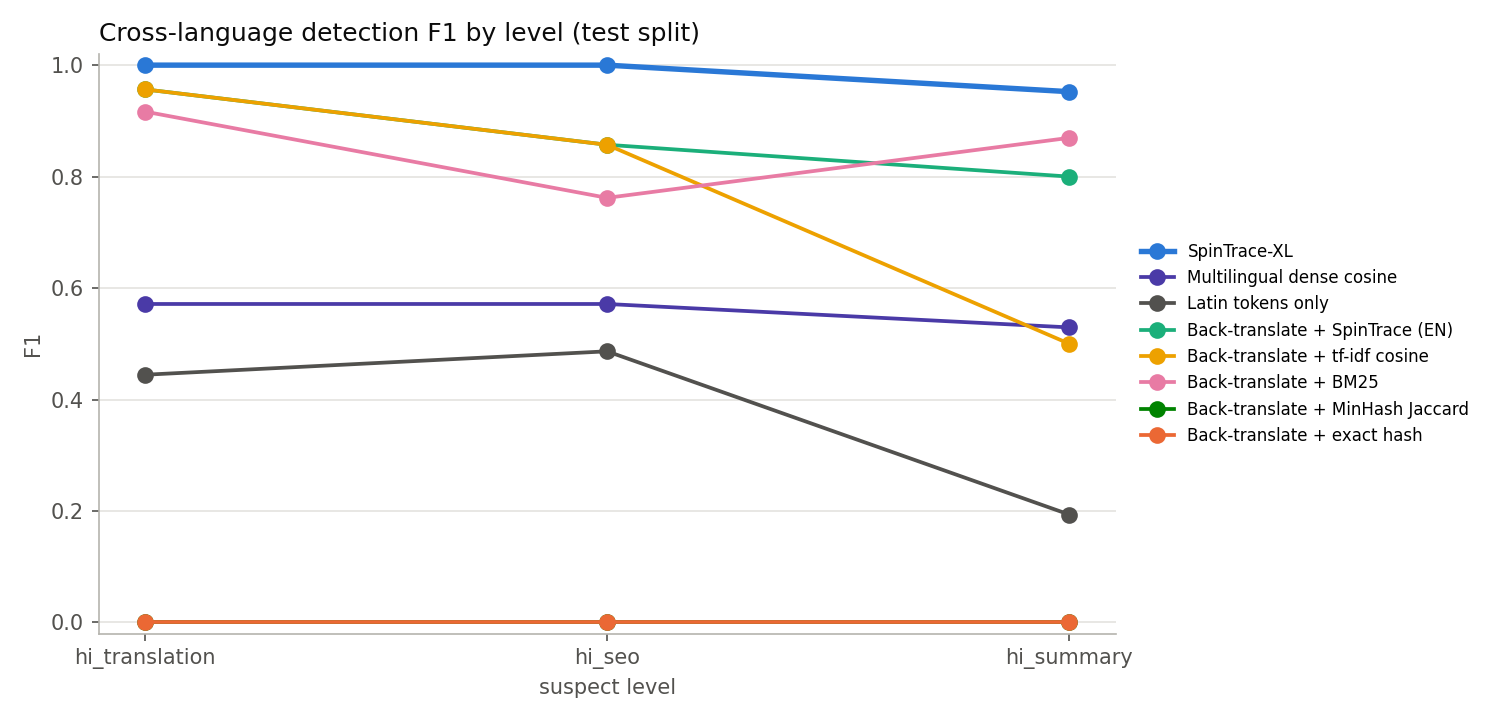 Cross-language detection F1 by level (test split)
1.0
0.8
0.6
0.4
0.2
0.0
F1
hi_translation
hi_seo
hi_summary
suspect level
SpinTrace-XL
Multilingual dense cosine
Latin tokens only
Back-translate + SpinTrace (EN)
Back-translate + tf-idf cosine
Back-translate + BM25
Back-translate + MinHash Jaccard
Back-translate + exact hash